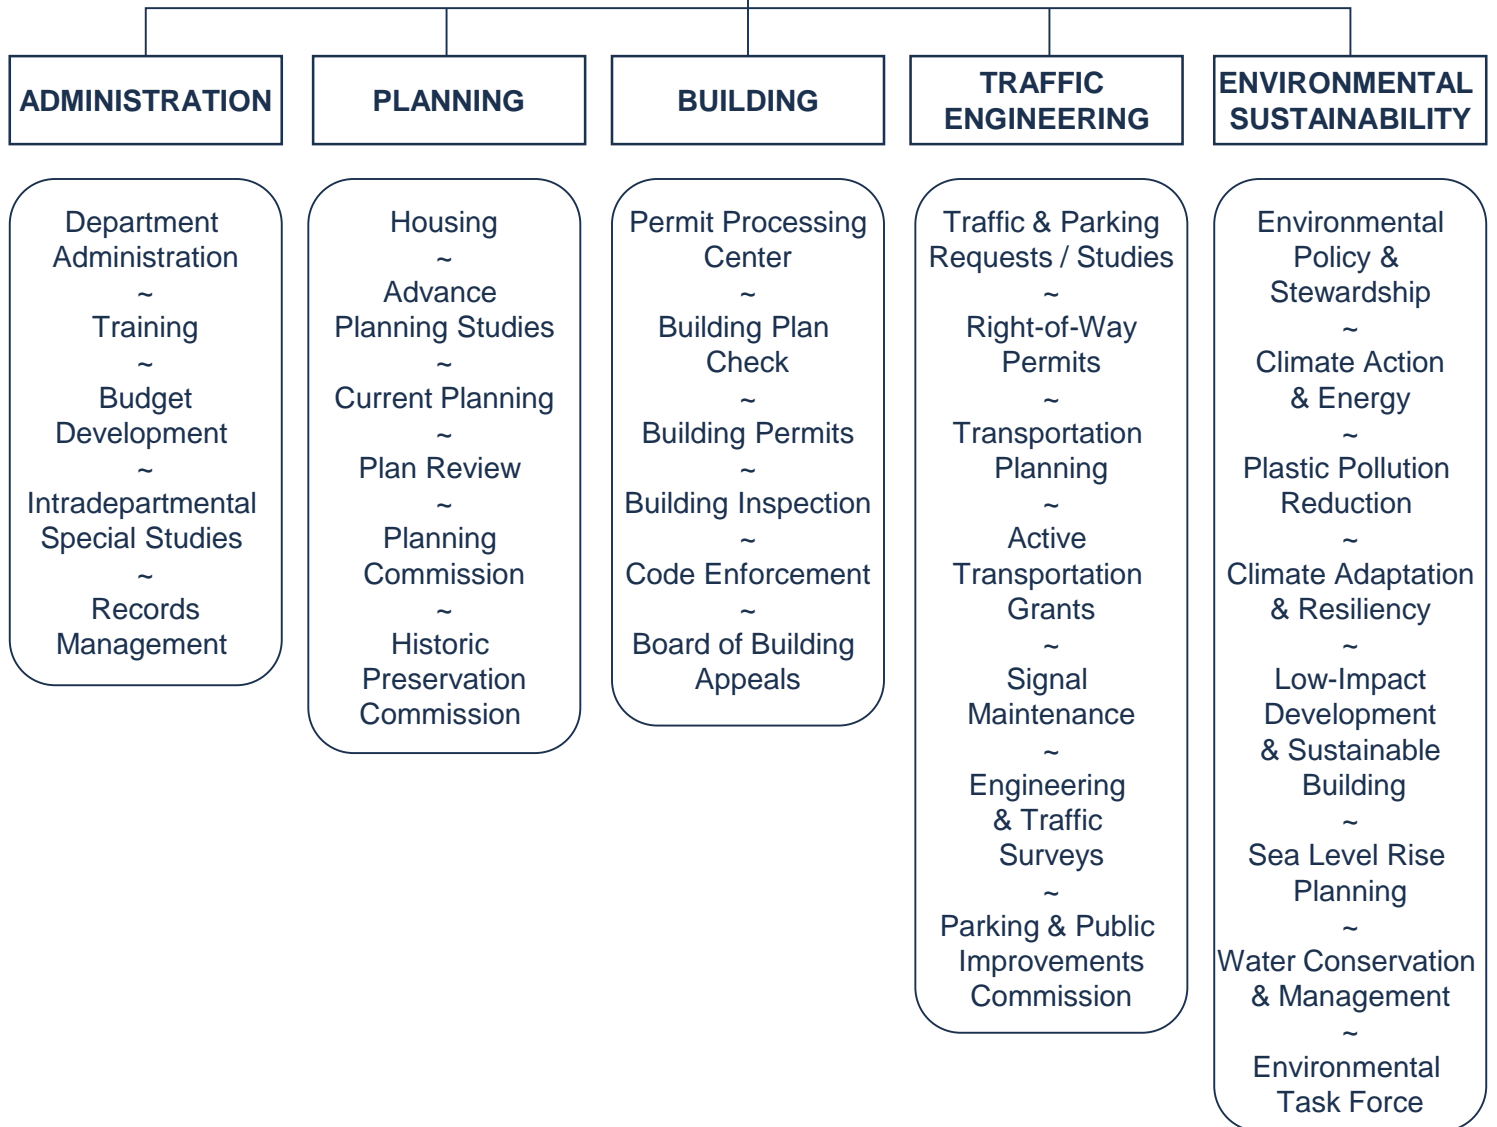 ADMINISTRATION
Department
Administration
~
Training
~
Budget
Development
~
Intradepartmental
Special Studies
~
Records
Management
PLANNING
Housing
~
Advance
Planning Studies
~
Current Planning
~
Plan Review
~
Planning
Commission
~
Historic
Preservation
Commission
BUILDING
Permit Processing
Center
~
Building Plan
Check
~
Building Permits
~
Building Inspection
~
Code Enforcement
~
Board of Building
Appeals
TRAFFIC
ENGINEERING
Traffic & Parking
Requests / Studies
~
Right-of-Way
Permits
~
Transportation
Planning
~
Active
Transportation
Grants
~
Signal
Maintenance
~
Engineering
& Traffic
Surveys
~
Parking & Public
Improvements
Commission
ENVIRONMENTAL
SUSTAINABILITY
Environmental
Policy &
Stewardship
~
Climate Action
& Energy
~
Plastic Pollution
Reduction
~
Climate Adaptation
& Resiliency
~
Low-Impact
Development
& Sustainable
Building
~
Sea Level Rise
Planning
~
Water Conservation
& Management
~
Environmental
Task Force